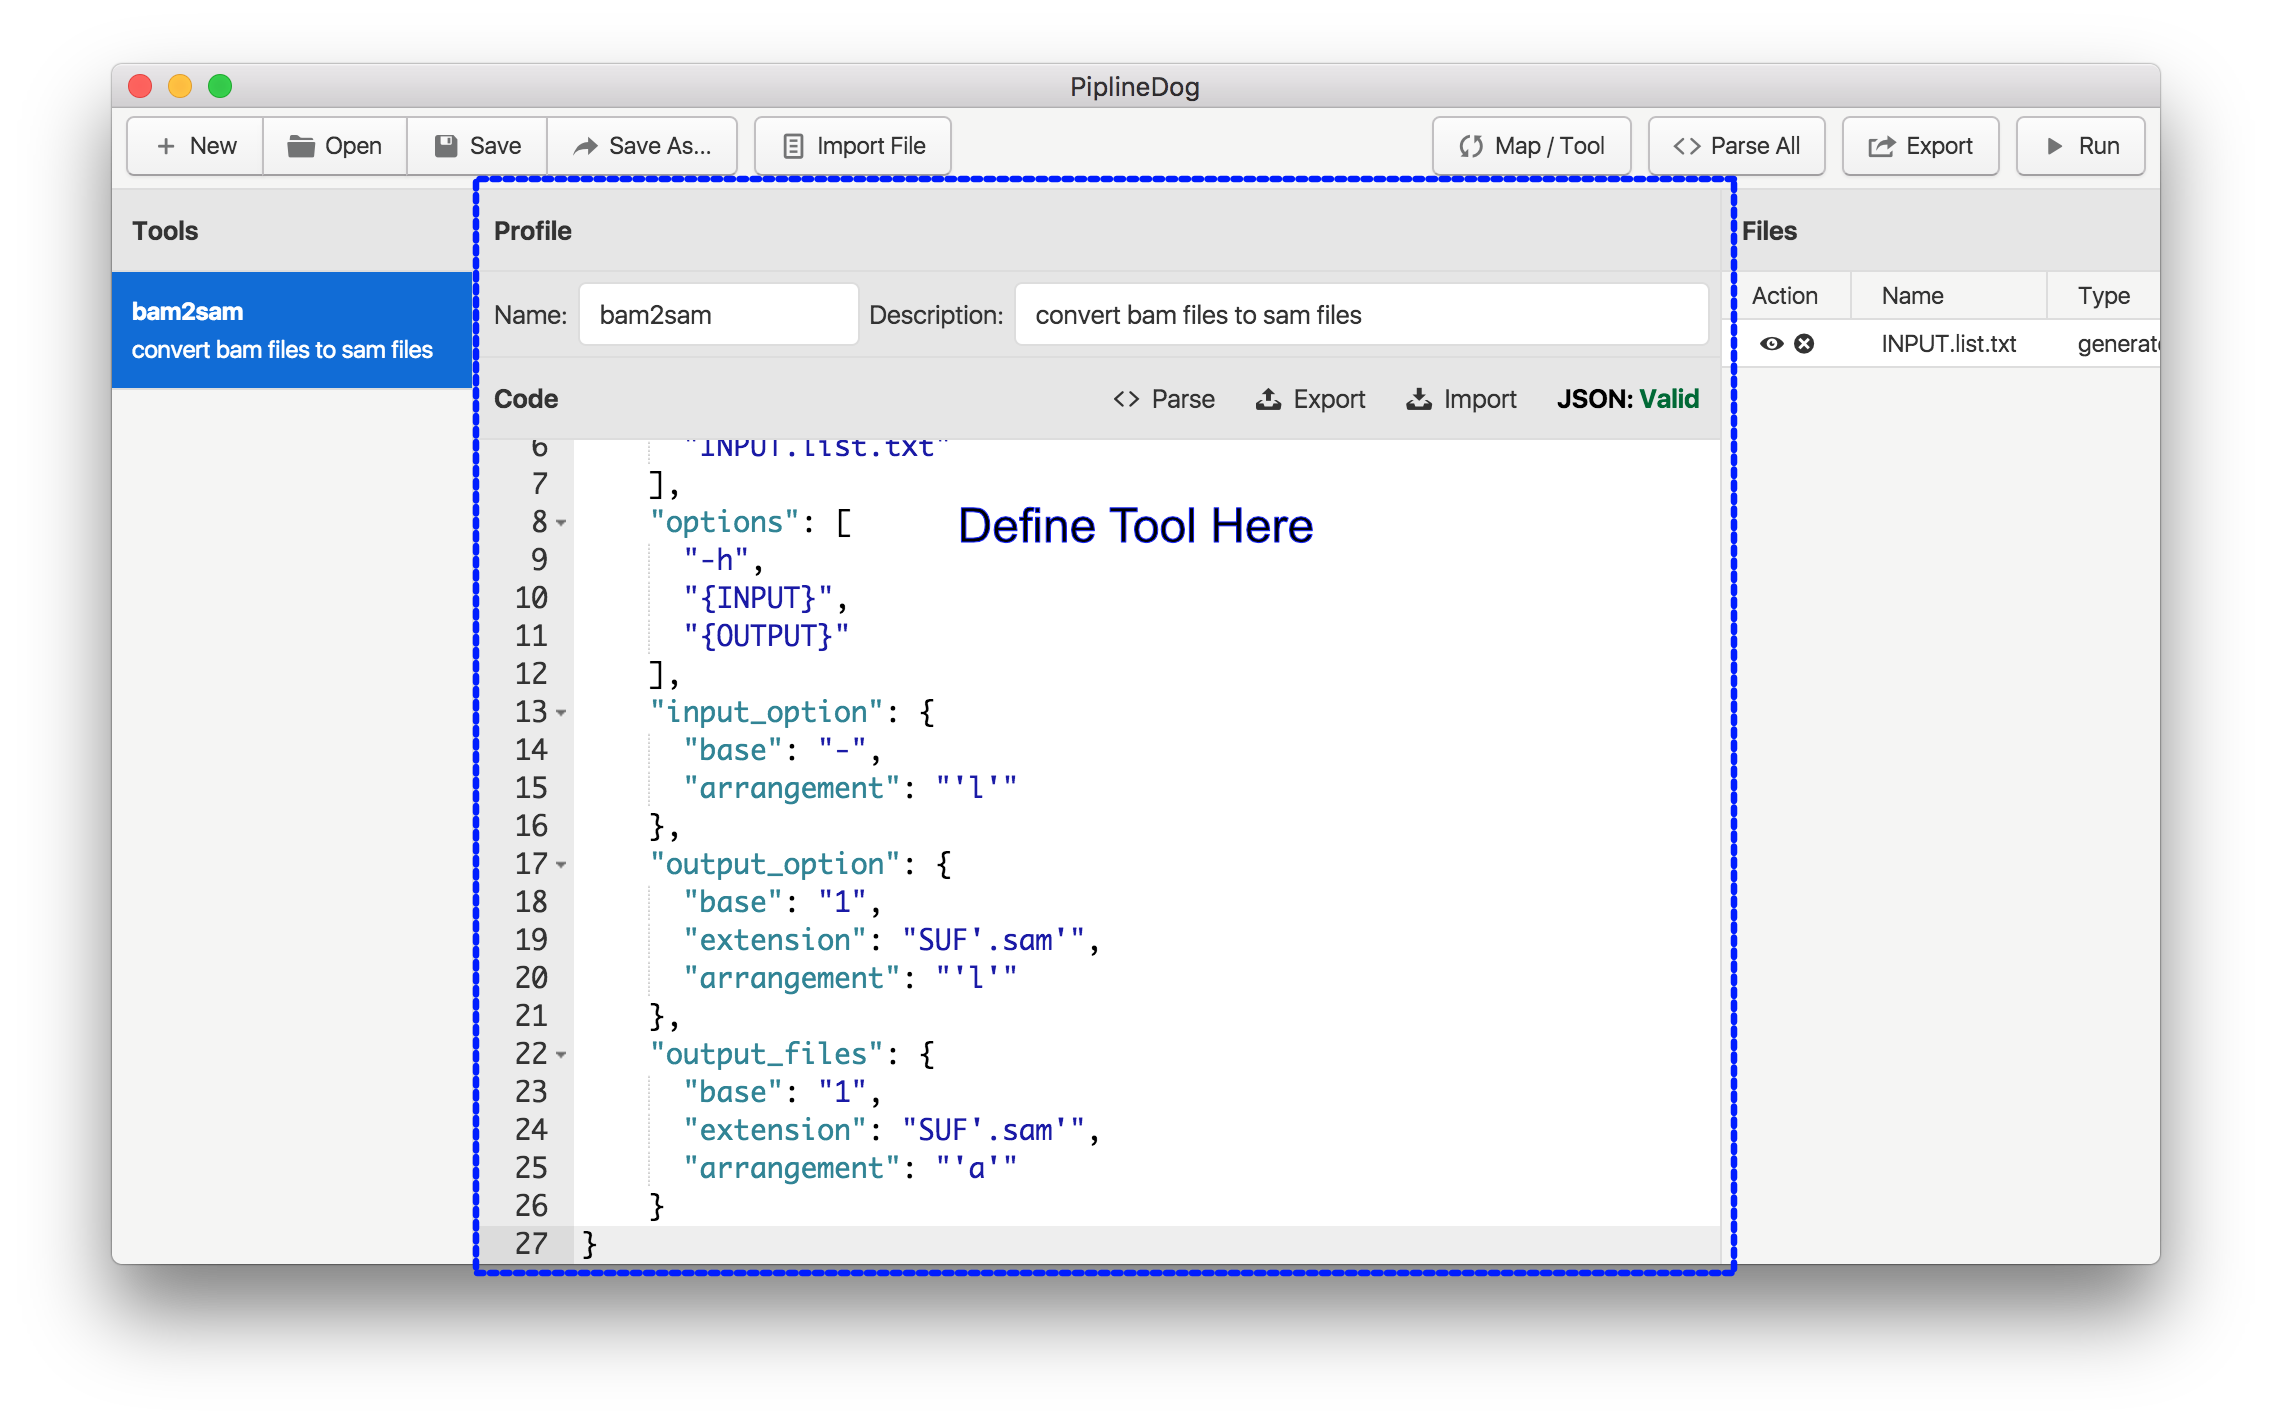 PiplineDog
New Open Save Save As... Import File Map / Tool Parse All Export Run
Tools
bam2sam
convert bam files to sam files
Profile
Name: bam2sam Description: convert bam files to sam files
Code Parse Export Import JSON: Valid
6 "INPUT.list.txt"
7 ],
8 "options": [
9 "-h",
10 "{INPUT}",
11 "{OUTPUT}"
12 ],
13 "input_option": {
14 "base": "-",
15 "arrangement": "'l'"
16 },
17 "output_option": {
18 "base": "1",
19 "extension": "SUF'.sam'",
20 "arrangement": "'l'"
21 },
22 "output_files": {
23 "base": "1",
24 "extension": "SUF'.sam'",
25 "arrangement": "'a'"
26 }
27 }
Define Tool Here
Files
Action Name Type
INPUT.list.txt generat